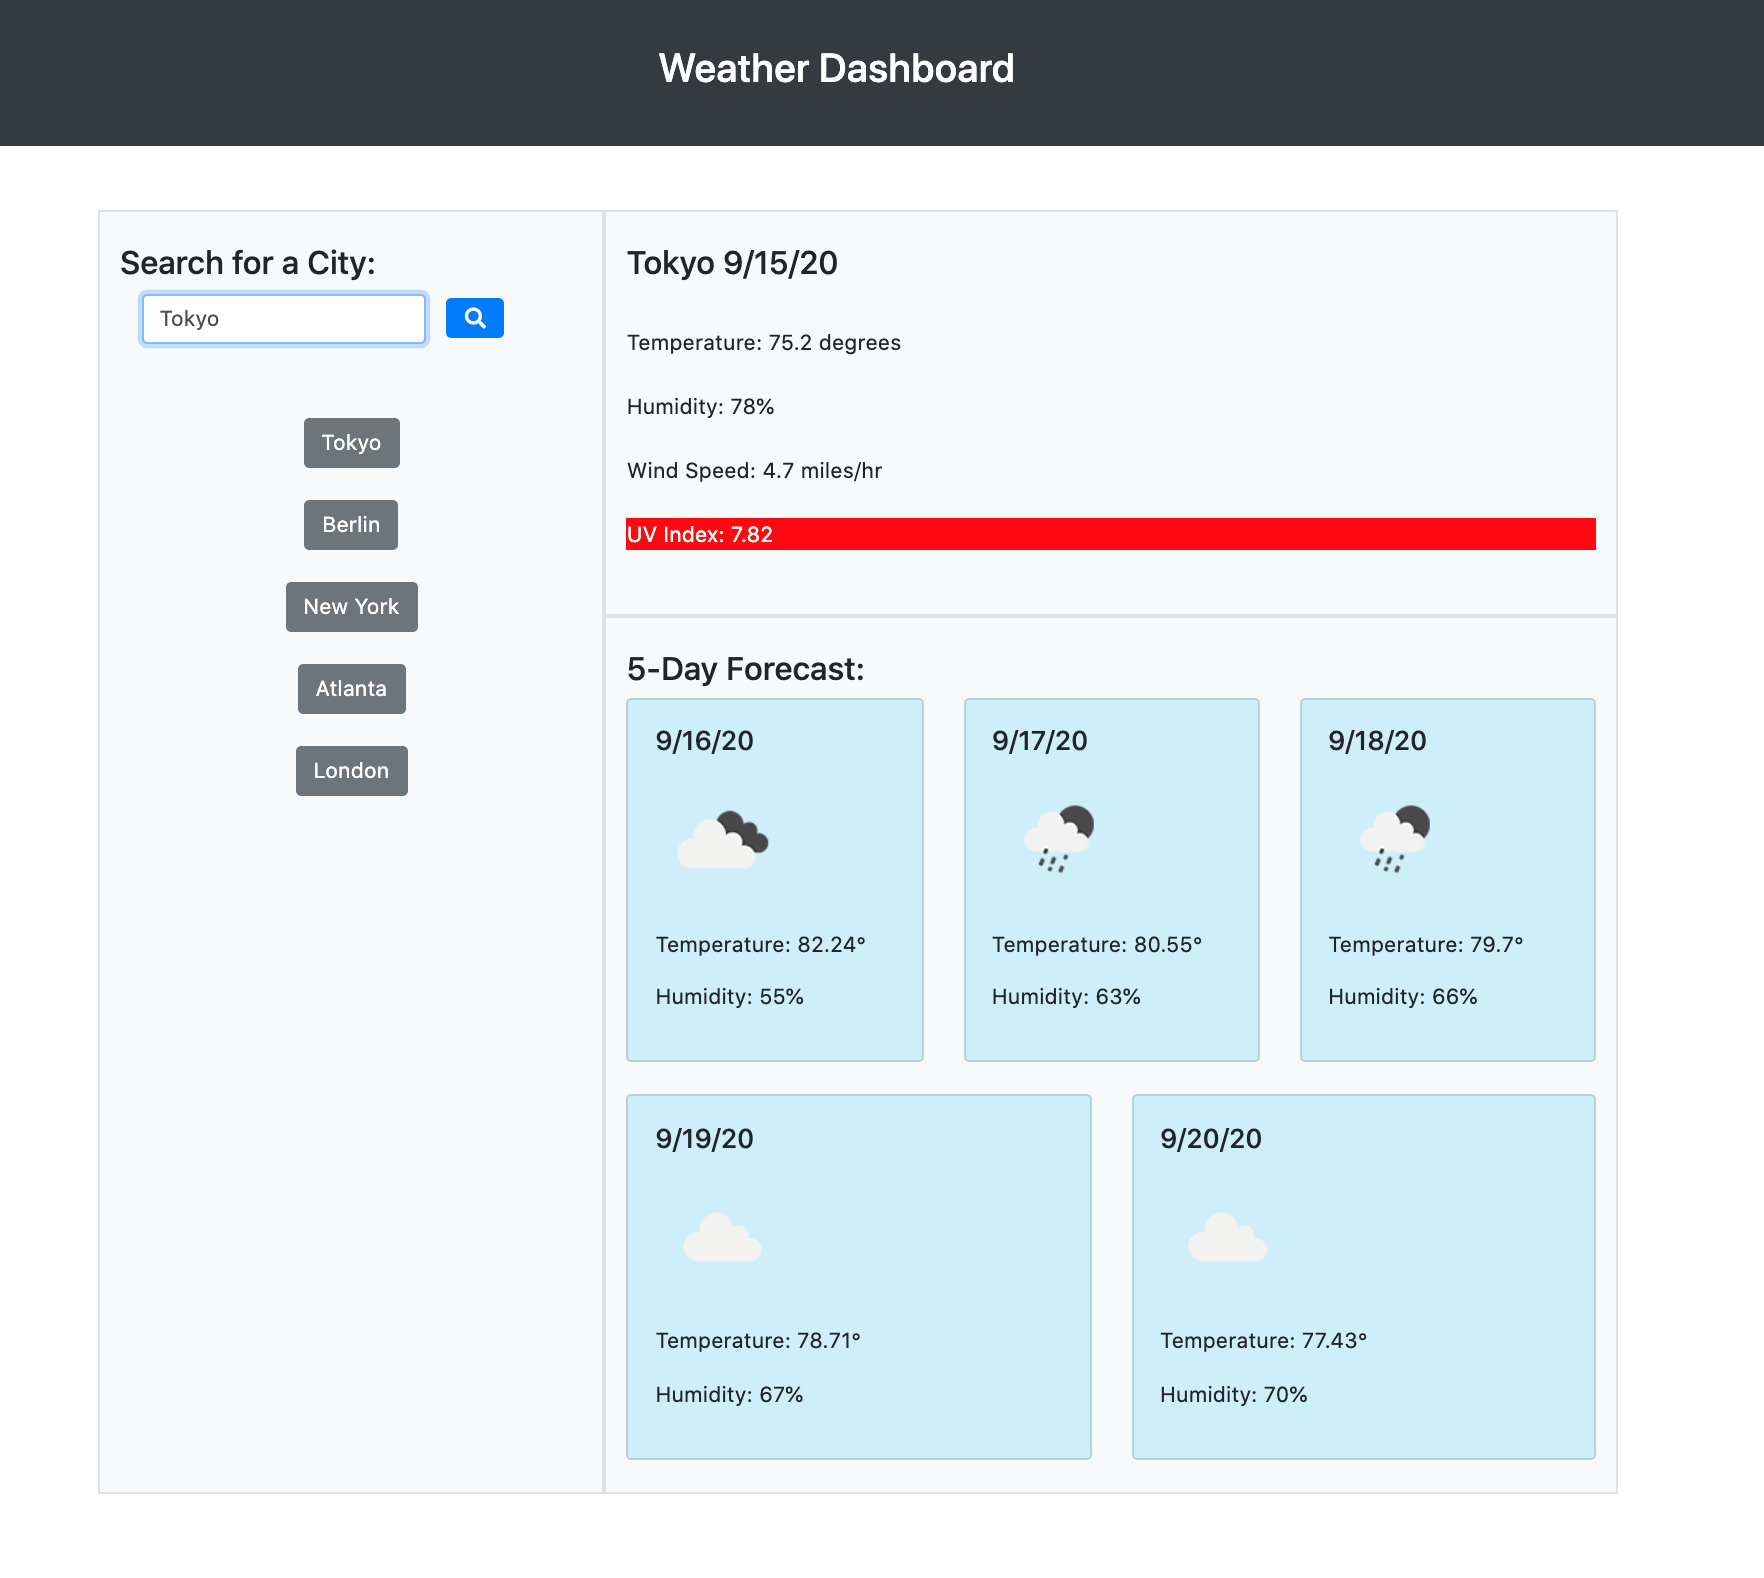 Weather Dashboard
Search for a City:
Tokyo
Tokyo
Berlin
New York
Atlanta
London
Tokyo 9/15/20
Temperature: 75.2 degrees
Humidity: 78%
Wind Speed: 4.7 miles/hr
UV Index: 7.82
5-Day Forecast:
9/16/20
Temperature: 82.24°
Humidity: 55%
9/17/20
Temperature: 80.55°
Humidity: 63%
9/18/20
Temperature: 79.7°
Humidity: 66%
9/19/20
Temperature: 78.71°
Humidity: 67%
9/20/20
Temperature: 77.43°
Humidity: 70%